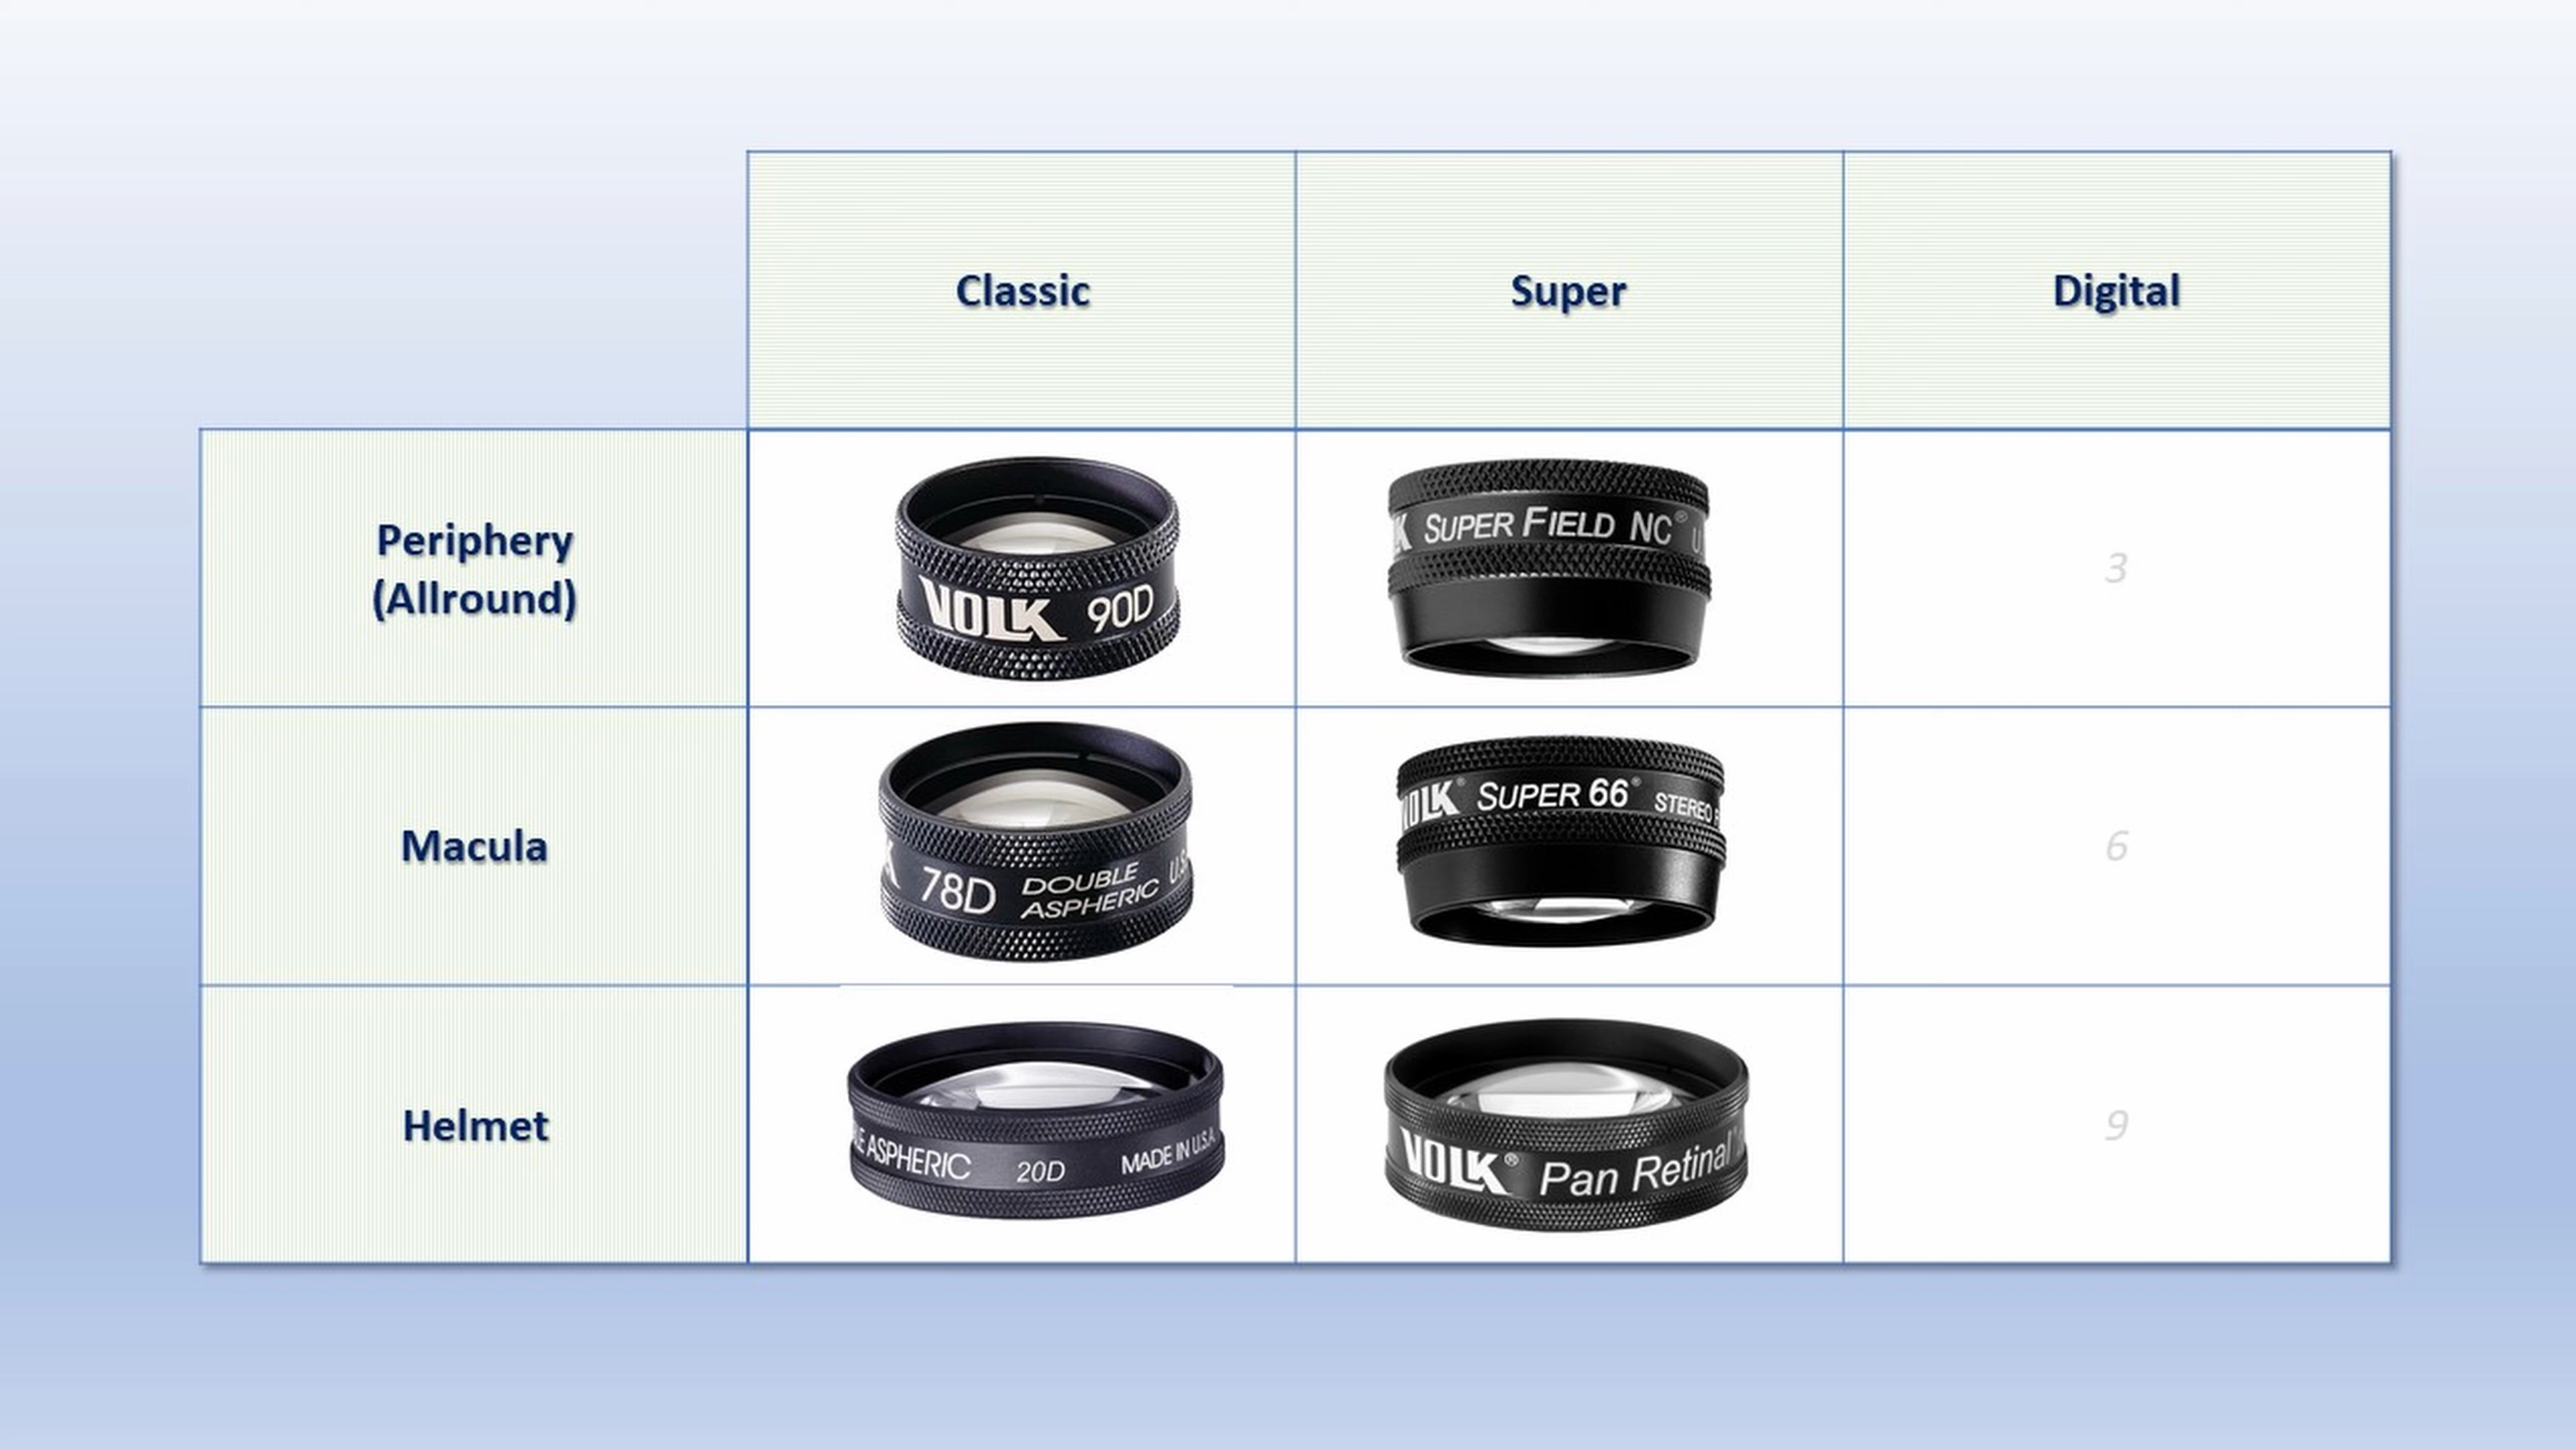 Classic
Super
Digital
Periphery
(Allround)
VOLK 90D
SUPER FIELD NC®
3
Macula
78D DOUBLE
ASPHERIC
VOLK® SUPER 66® STEREO
6
Helmet
ASPHERIC 20D MADE IN U.S.A.
VOLK® Pan Retinal
9